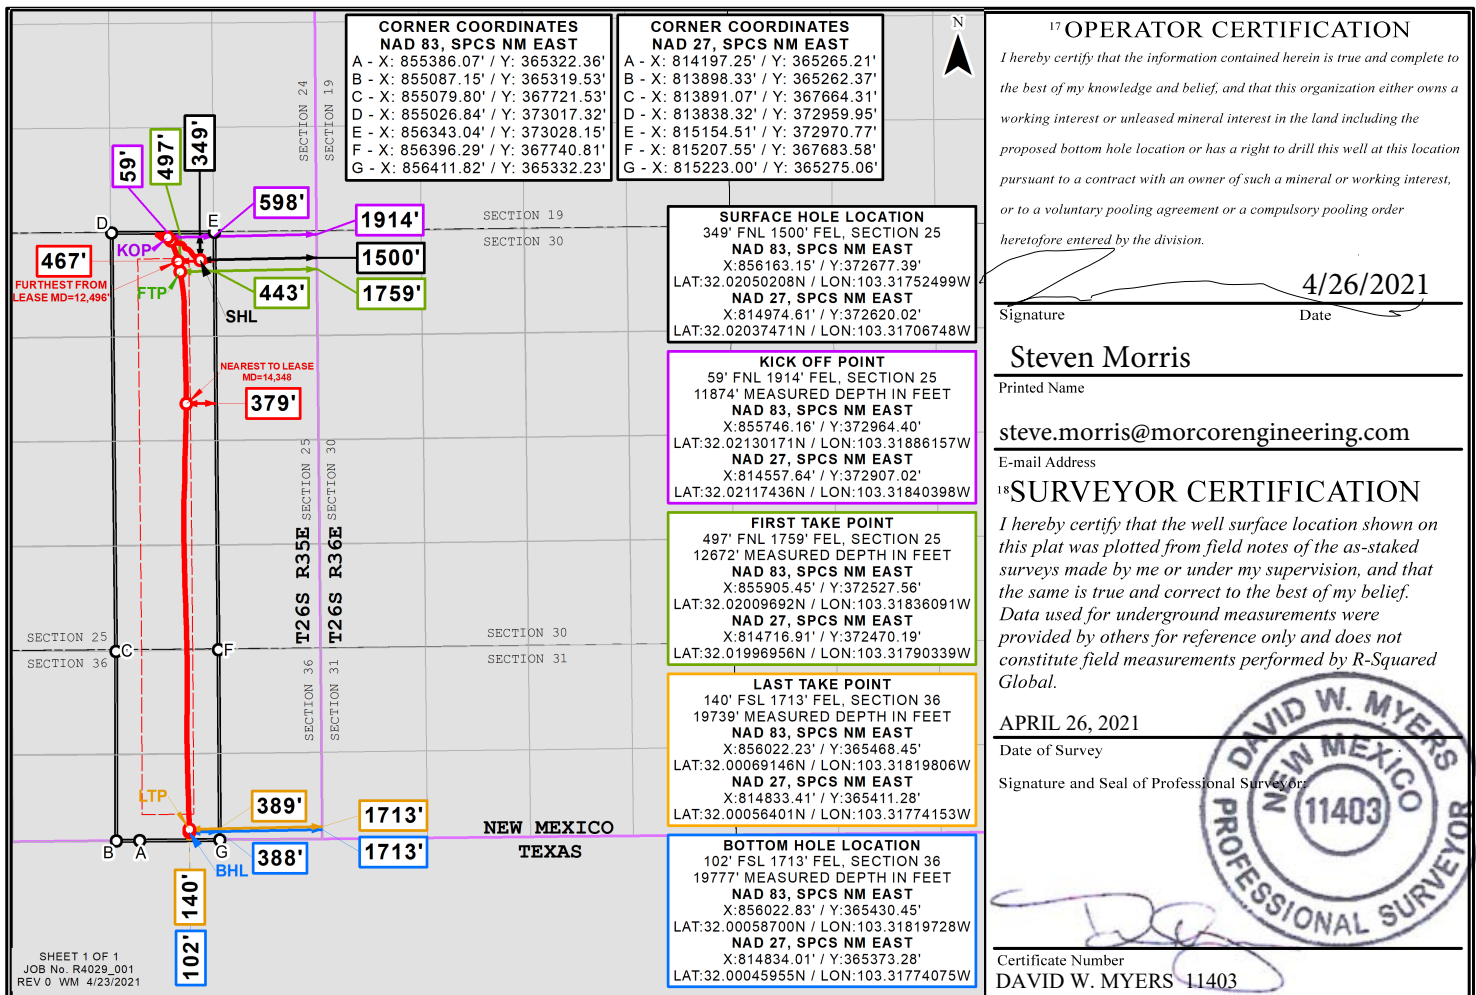 CORNER COORDINATES
NAD 83, SPCS NM EAST
A - X: 855386.07' / Y: 365322.36'
B - X: 855087.15' / Y: 365319.53'
C - X: 855079.80' / Y: 367721.53'
D - X: 855026.84' / Y: 373017.32'
E - X: 856343.04' / Y: 373028.15'
F - X: 856396.29' / Y: 367740.81'
G - X: 856411.82' / Y: 365332.23'
CORNER COORDINATES
NAD 27, SPCS NM EAST
A - X: 814197.25' / Y: 365265.21'
B - X: 813898.33' / Y: 365262.37'
C - X: 813891.07' / Y: 367664.31'
D - X: 813838.32' / Y: 372959.95'
E - X: 815154.51' / Y: 372970.77'
F - X: 815207.55' / Y: 367683.58'
G - X: 815223.00' / Y: 365275.06'
N
SECTION 24
SECTION 19
59'
497'
349'
598'
1914'
SECTION 19
SECTION 30
D
E
KOP
467'
1500'
FURTHEST FROM
LEASE MD=12,496'
FTP
443'
1759'
SHL
NEAREST TO LEASE
MD=14,348
379'
T26S R35E SECTION 25
T26S R36E SECTION 30
SECTION 25
SECTION 36
C
F
SECTION 30
SECTION 31
SECTION 36
SECTION 31
LTP
389'
1713'
NEW MEXICO
TEXAS
B
A
G
BHL
388'
1713'
140'
102'
SHEET 1 OF 1
JOB No. R4029_001
REV 0 WM 4/23/2021
SURFACE HOLE LOCATION
349' FNL 1500' FEL, SECTION 25
NAD 83, SPCS NM EAST
X:856163.15' / Y:372677.39'
LAT:32.02050208N / LON:103.31752499W
NAD 27, SPCS NM EAST
X:814974.61' / Y:372620.02'
LAT:32.02037471N / LON:103.31706748W
KICK OFF POINT
59' FNL 1914' FEL, SECTION 25
11874' MEASURED DEPTH IN FEET
NAD 83, SPCS NM EAST
X:855746.16' / Y:372964.40'
LAT:32.02130171N / LON:103.31886157W
NAD 27, SPCS NM EAST
X:814557.64' / Y:372907.02'
LAT:32.02117436N / LON:103.31840398W
FIRST TAKE POINT
497' FNL 1759' FEL, SECTION 25
12672' MEASURED DEPTH IN FEET
NAD 83, SPCS NM EAST
X:855905.45' / Y:372527.56'
LAT:32.02009692N / LON:103.31836091W
NAD 27, SPCS NM EAST
X:814716.91' / Y:372470.19'
LAT:32.01996956N / LON:103.31790339W
LAST TAKE POINT
140' FSL 1713' FEL, SECTION 36
19739' MEASURED DEPTH IN FEET
NAD 83, SPCS NM EAST
X:856022.23' / Y:365468.45'
LAT:32.00069146N / LON:103.31819806W
NAD 27, SPCS NM EAST
X:814833.41' / Y:365411.28'
LAT:32.00056401N / LON:103.31774153W
BOTTOM HOLE LOCATION
102' FSL 1713' FEL, SECTION 36
19777' MEASURED DEPTH IN FEET
NAD 83, SPCS NM EAST
X:856022.83' / Y:365430.45'
LAT:32.00058700N / LON:103.31819728W
NAD 27, SPCS NM EAST
X:814834.01' / Y:365373.28'
LAT:32.00045955N / LON:103.31774075W
17 OPERATOR CERTIFICATION
I hereby certify that the information contained herein is true and complete to
the best of my knowledge and belief, and that this organization either owns a
working interest or unleased mineral interest in the land including the
proposed bottom hole location or has a right to drill this well at this location
pursuant to a contract with an owner of such a mineral or working interest,
or to a voluntary pooling agreement or a compulsory pooling order
heretofore entered by the division.
4/26/2021
Signature Date
Steven Morris
Printed Name
steve.morris@morcorengineering.com
E-mail Address
18 SURVEYOR CERTIFICATION
I hereby certify that the well surface location shown on
this plat was plotted from field notes of the as-staked
surveys made by me or under my supervision, and that
the same is true and correct to the best of my belief.
Data used for underground measurements were
provided by others for reference only and does not
constitute field measurements performed by R-Squared
Global.
APRIL 26, 2021
Date of Survey
Signature and Seal of Professional Surveyor:
DAVID W. MYERS
NEW MEXICO
11403
PROFESSIONAL SURVEYOR
Certificate Number
DAVID W. MYERS 11403